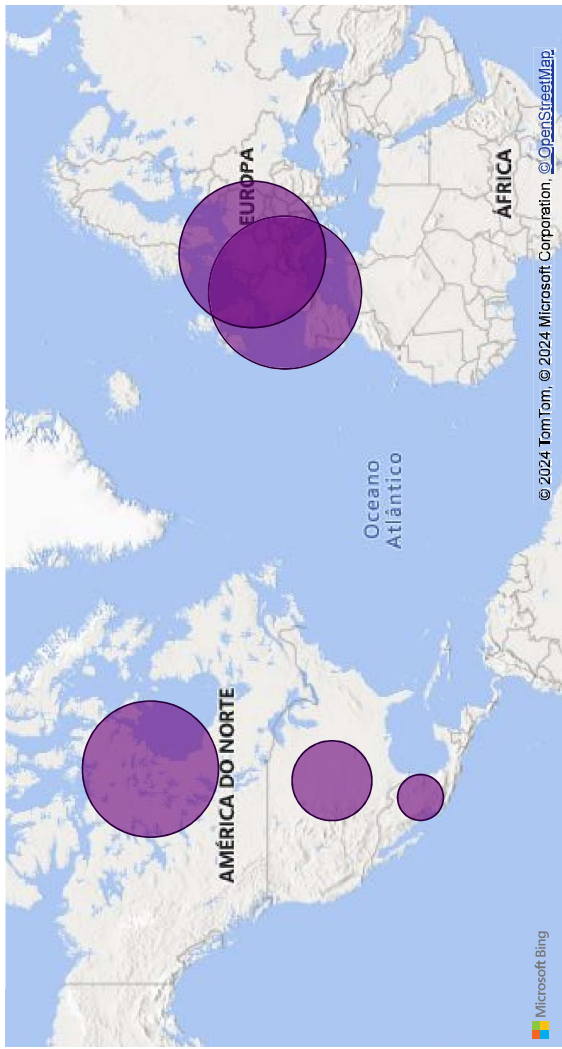 EUROPA
ÁFRICA
Oceano
Atlântico
AMÉRICA DO NORTE
Microsoft Bing
© 2024 TomTom, © 2024 Microsoft Corporation, © OpenStreetMap